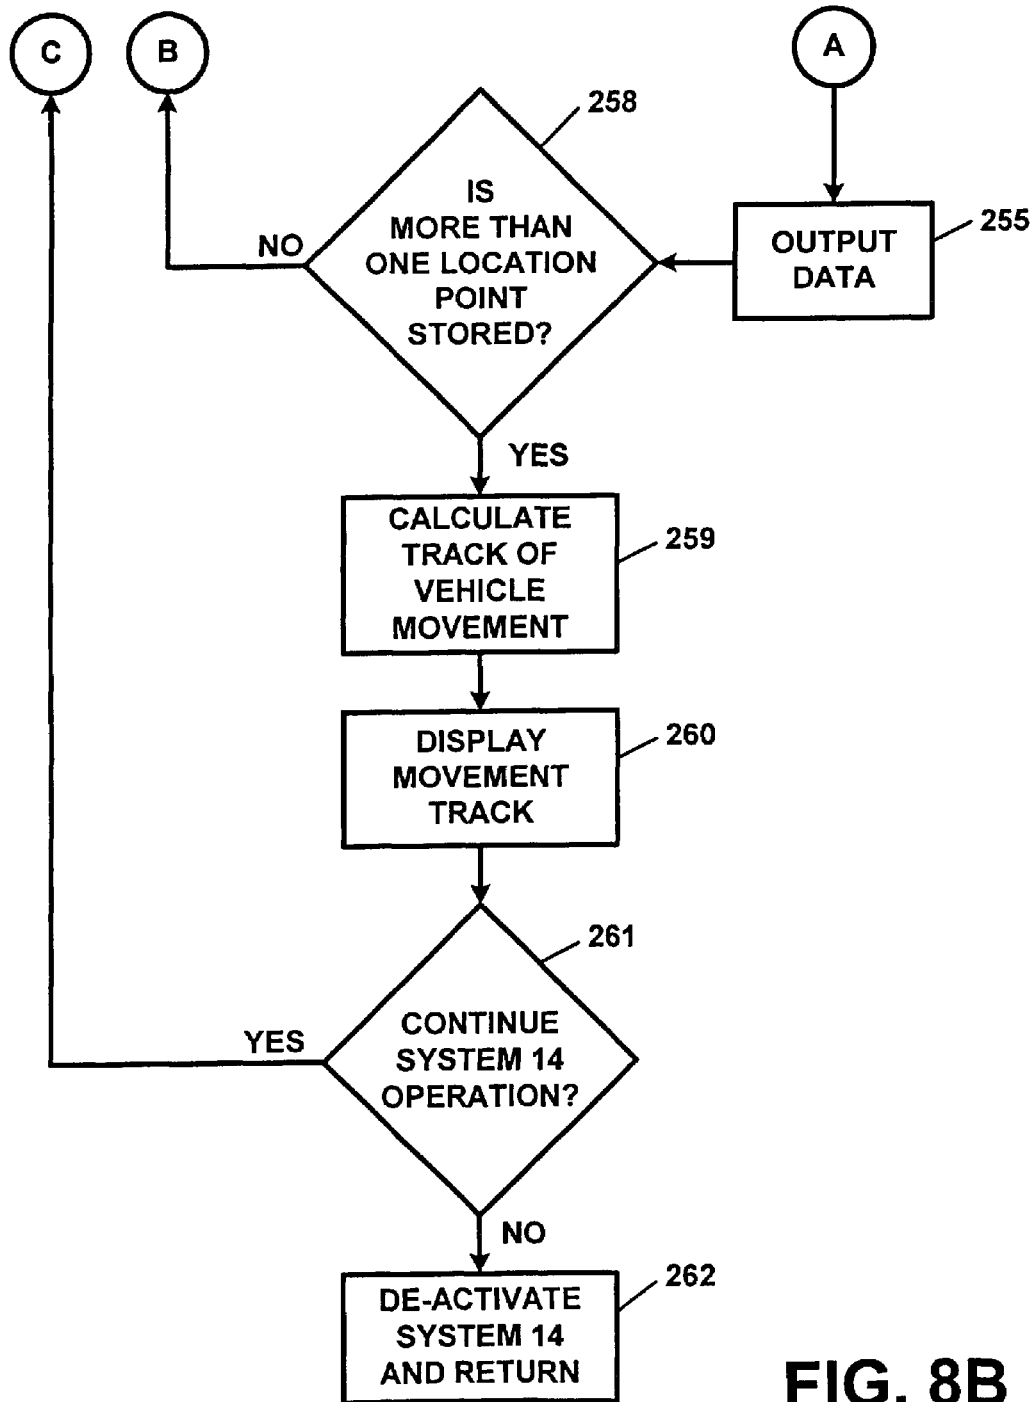 C
B
A
258
IS
MORE THAN
ONE LOCATION
POINT
STORED?
NO
OUTPUT
DATA
255
YES
CALCULATE
TRACK OF
VEHICLE
MOVEMENT
259
DISPLAY
MOVEMENT
TRACK
260
261
CONTINUE
SYSTEM 14
OPERATION?
YES
NO
DE-ACTIVATE
SYSTEM 14
AND RETURN
262
FIG. 8B